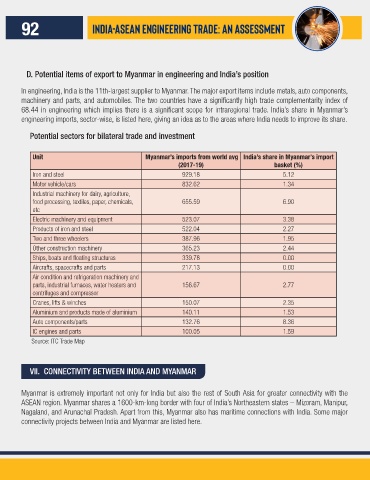 92
INDIA-ASEAN ENGINEERING TRADE: AN ASSESSMENT
D. Potential items of export to Myanmar in engineering and India's position
In engineering, India is the 11th-largest supplier to Myanmar. The major export items include metals, auto components,
machinery and parts, and automobiles. The two countries have a significantly high trade complementarity index of
68.44 in engineering which implies there is a significant scope for intraregional trade. India's share in Myanmar's
engineering imports, sector-wise, is listed here, giving an idea as to the areas where India needs to improve its share.
Potential sectors for bilateral trade and investment
Unit Myanmar's imports from world avg (2017-19) India's share in Myanmar's import basket (%)
Iron and steel 929.18 5.12
Motor vehicle/cars 832.62 1.34
Industrial machinery for dairy, agriculture,
food processing, textiles, paper, chemicals, 655.59 6.90
etc
Electric machinery and equipment 523.07 3.38
Products of iron and steel 522.04 2.27
Two and three wheelers 387.96 1.95
Other construction machinery 365.23 2.44
Ships, boats and floating structures 339.78 0.00
Aircrafts, spacecrafts and parts 217.13 0.00
Air condition and refrigeration machinery and
parts, industrial furnaces, water heaters and 156.67 2.77
centrifuges and compressor
Cranes, lifts & winches 150.07 2.35
Aluminium and products made of aluminium 140.11 1.53
Auto components/parts 132.76 8.36
IC engines and parts 100.05 1.59
Source: ITC Trade Map
VII. CONNECTIVITY BETWEEN INDIA AND MYANMAR
Myanmar is extremely important not only for India but also the rest of South Asia for greater connectivity with the
ASEAN region. Myanmar shares a 1600-km-long border with four of India's Northeastern states – Mizoram, Manipur,
Nagaland, and Arunachal Pradesh. Apart from this, Myanmar also has maritime connections with India. Some major
connectivity projects between India and Myanmar are listed here.